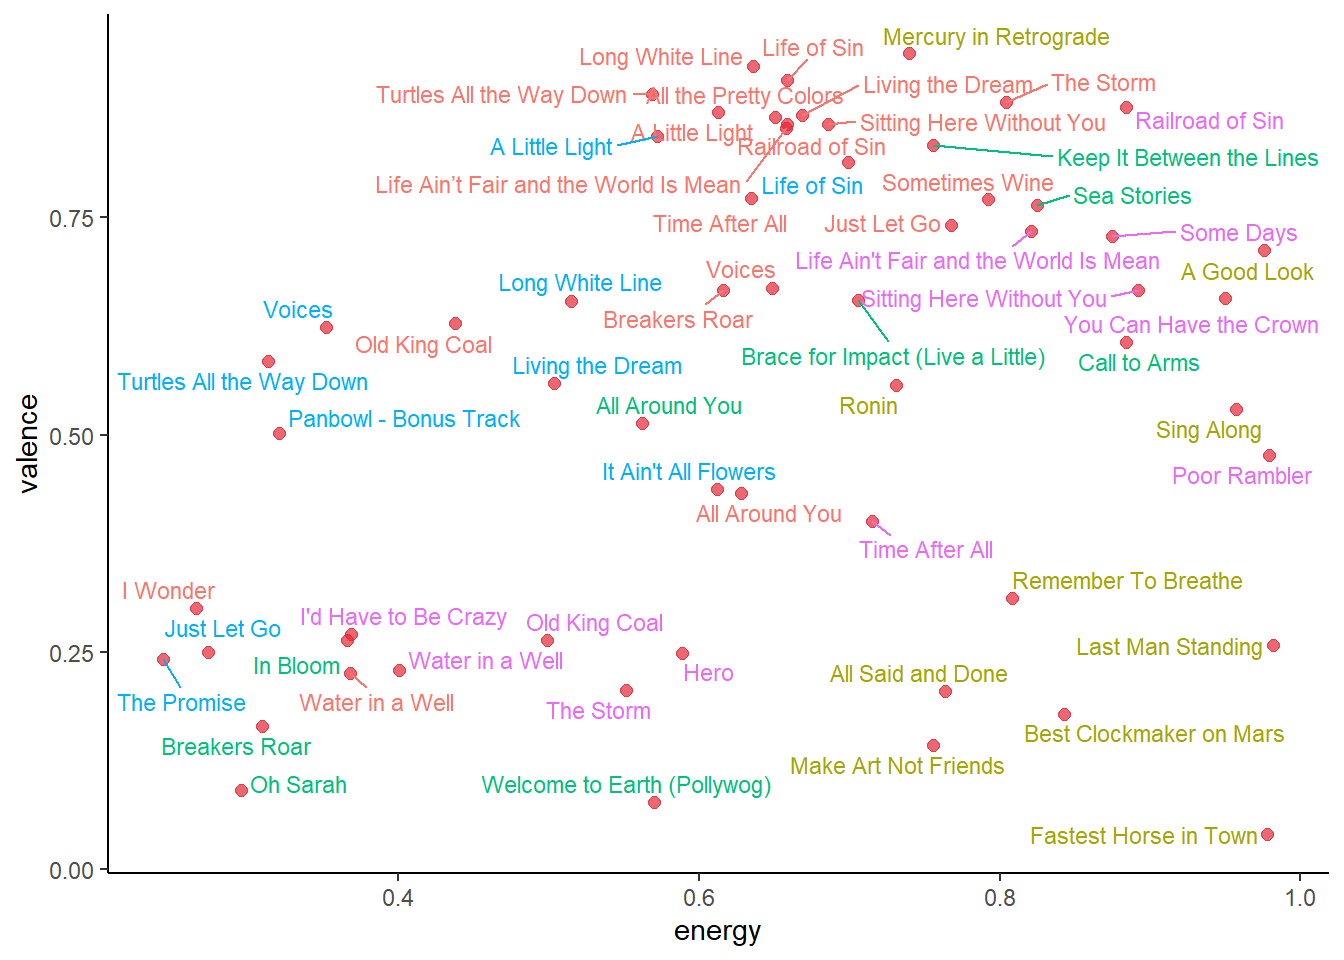 Mercury in Retrograde
Life of Sin
Long White Line
Living the Dream
The Storm
Turtles All the Way Down
All the Pretty Colors
Railroad of Sin
Sitting Here Without You
A Little Light
A Little Light
Railroad of Sin
Keep It Between the Lines
Life Ain’t Fair and the World Is Mean
Life of Sin
Sometimes Wine
Sea Stories
0.75
Time After All
Just Let Go
Some Days
Life Ain't Fair and the World Is Mean
Voices
A Good Look
Long White Line
Sitting Here Without You
Voices
Breakers Roar
You Can Have the Crown
Old King Coal
Brace for Impact (Live a Little)
Call to Arms
Living the Dream
Turtles All the Way Down
All Around You
Ronin
Panbowl - Bonus Track
0.50
Sing Along
valence
It Ain't All Flowers
Poor Rambler
All Around You
Time After All
Remember To Breathe
I Wonder
I'd Have to Be Crazy
Old King Coal
Just Let Go
Last Man Standing
0.25
In Bloom
Water in a Well
Hero
All Said and Done
The Promise
Water in a Well
The Storm
Best Clockmaker on Mars
Breakers Roar
Make Art Not Friends
Oh Sarah
Welcome to Earth (Pollywog)
Fastest Horse in Town
0.00
0.4
0.6
0.8
1.0
energy